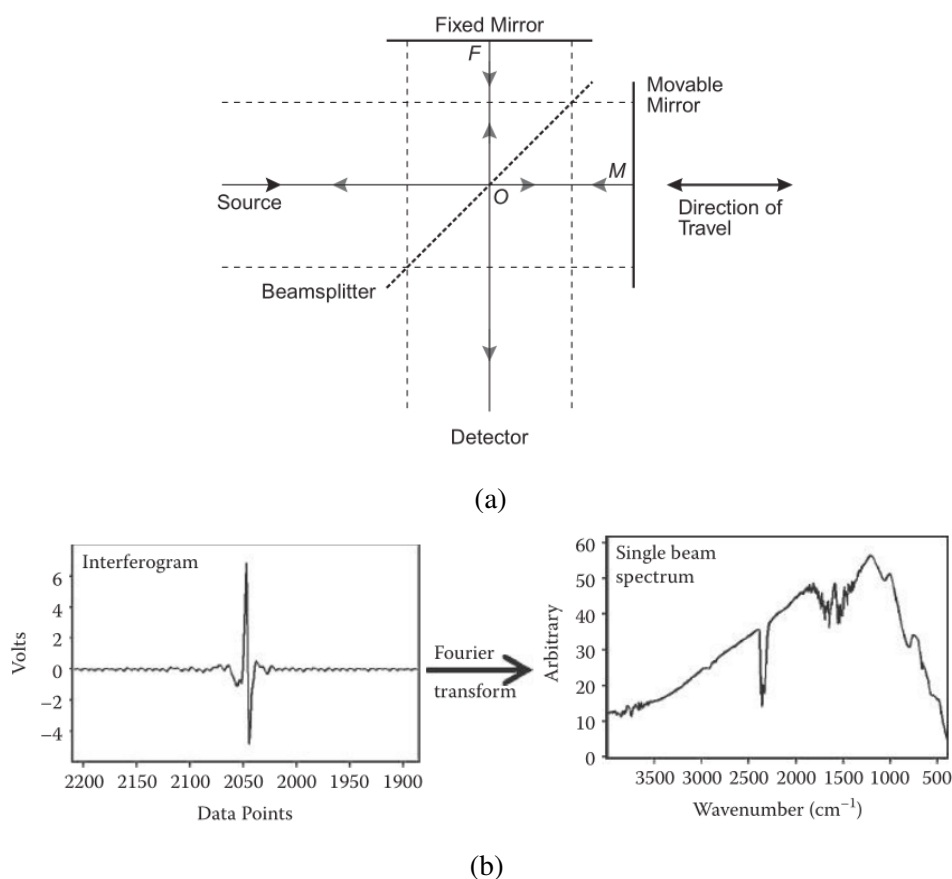 Fixed Mirror
F
Movable
Mirror
M
Source
O
Direction of
Travel
Beamsplitter
Detector
(a)
Interferogram
Volts
6
4
2
0
−2
−4
2200 2150 2100 2050 2000 1950 1900
Data Points
Fourier
transform
Single beam
spectrum
Arbitrary
60
50
40
30
20
10
0
3500 3000 2500 2000 1500 1000 500
Wavenumber (cm⁻¹)
(b)